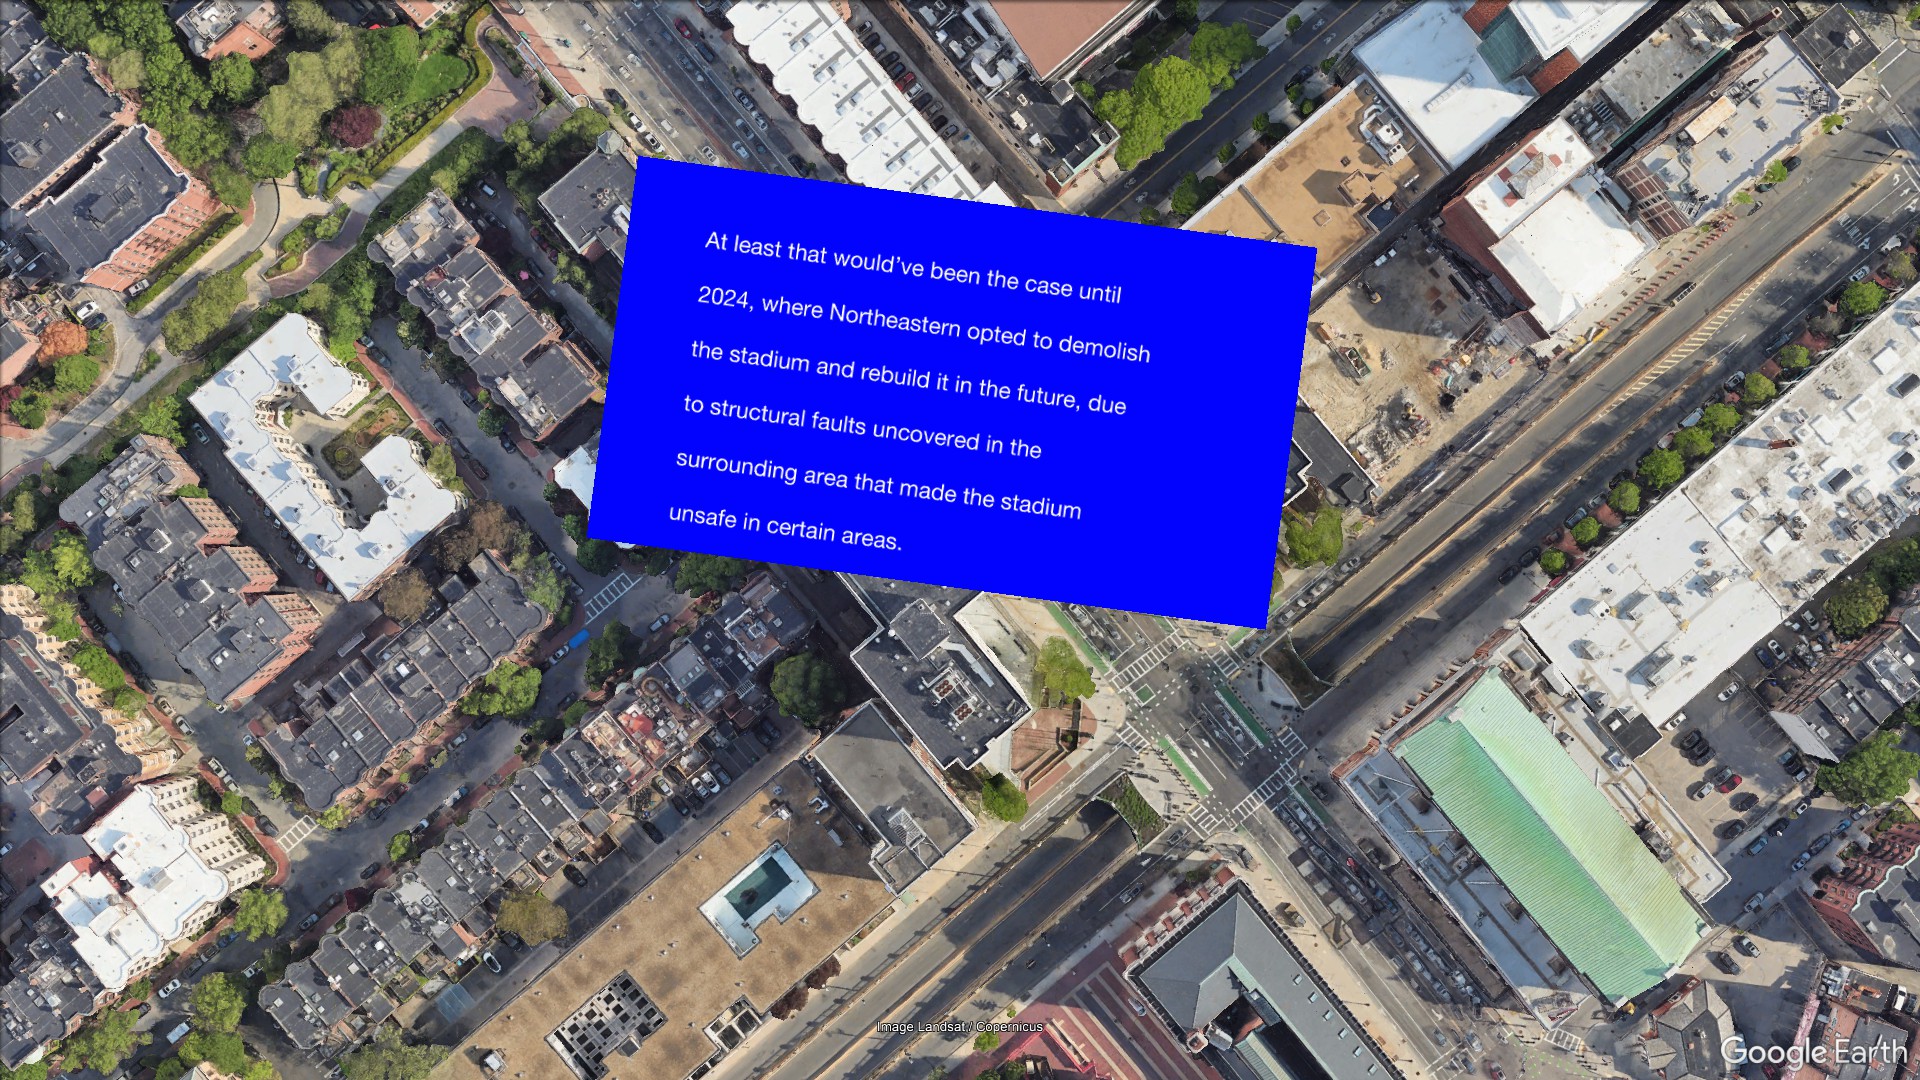 At least that would’ve been the case until
2024, where Northeastern opted to demolish
the stadium and rebuild it in the future, due
to structural faults uncovered in the
surrounding area that made the stadium
unsafe in certain areas.
Image Landsat / Copernicus
Google Earth